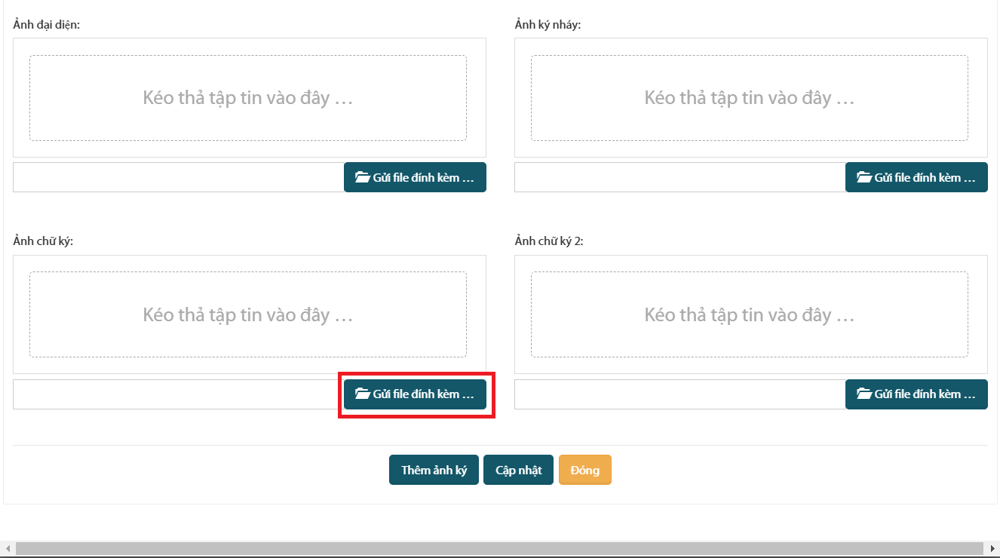 Ảnh đại diện:
Ảnh ký nháy:
Kéo thả tập tin vào đây …
Kéo thả tập tin vào đây …
Gửi file đính kèm …
Gửi file đính kèm …
Ảnh chữ ký:
Ảnh chữ ký 2:
Kéo thả tập tin vào đây …
Kéo thả tập tin vào đây …
Gửi file đính kèm …
Gửi file đính kèm …
Thêm ảnh ký
Cập nhật
Đóng